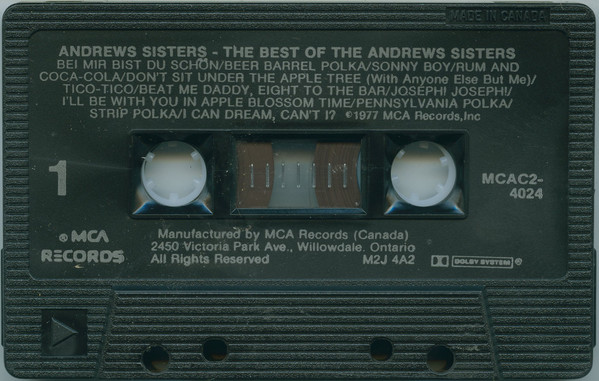 MADE IN CANADA
ANDREWS SISTERS - THE BEST OF THE ANDREWS SISTERS
BEI MIR BIST DU SCHÖN/BEER BARREL POLKA/SONNY BOY/RUM AND
COCA-COLA/DON'T SIT UNDER THE APPLE TREE (With Anyone Else But Me)/
TICO-TICO/BEAT ME DADDY, EIGHT TO THE BAR/JOSEPH! JOSEPH!/
I'LL BE WITH YOU IN APPLE BLOSSOM TIME/PENNSYLVANIA POLKA/
STRIP POLKA/I CAN DREAM, CAN'T I? ©1977 MCA Records,Inc
1
MCAC2-
4024
®MCA
RECORDS
Manufactured by MCA Records (Canada)
2450 Victoria Park Ave., Willowdale. Ontario
All Rights Reserved M2J 4A2
DOLBY SYSTEM®